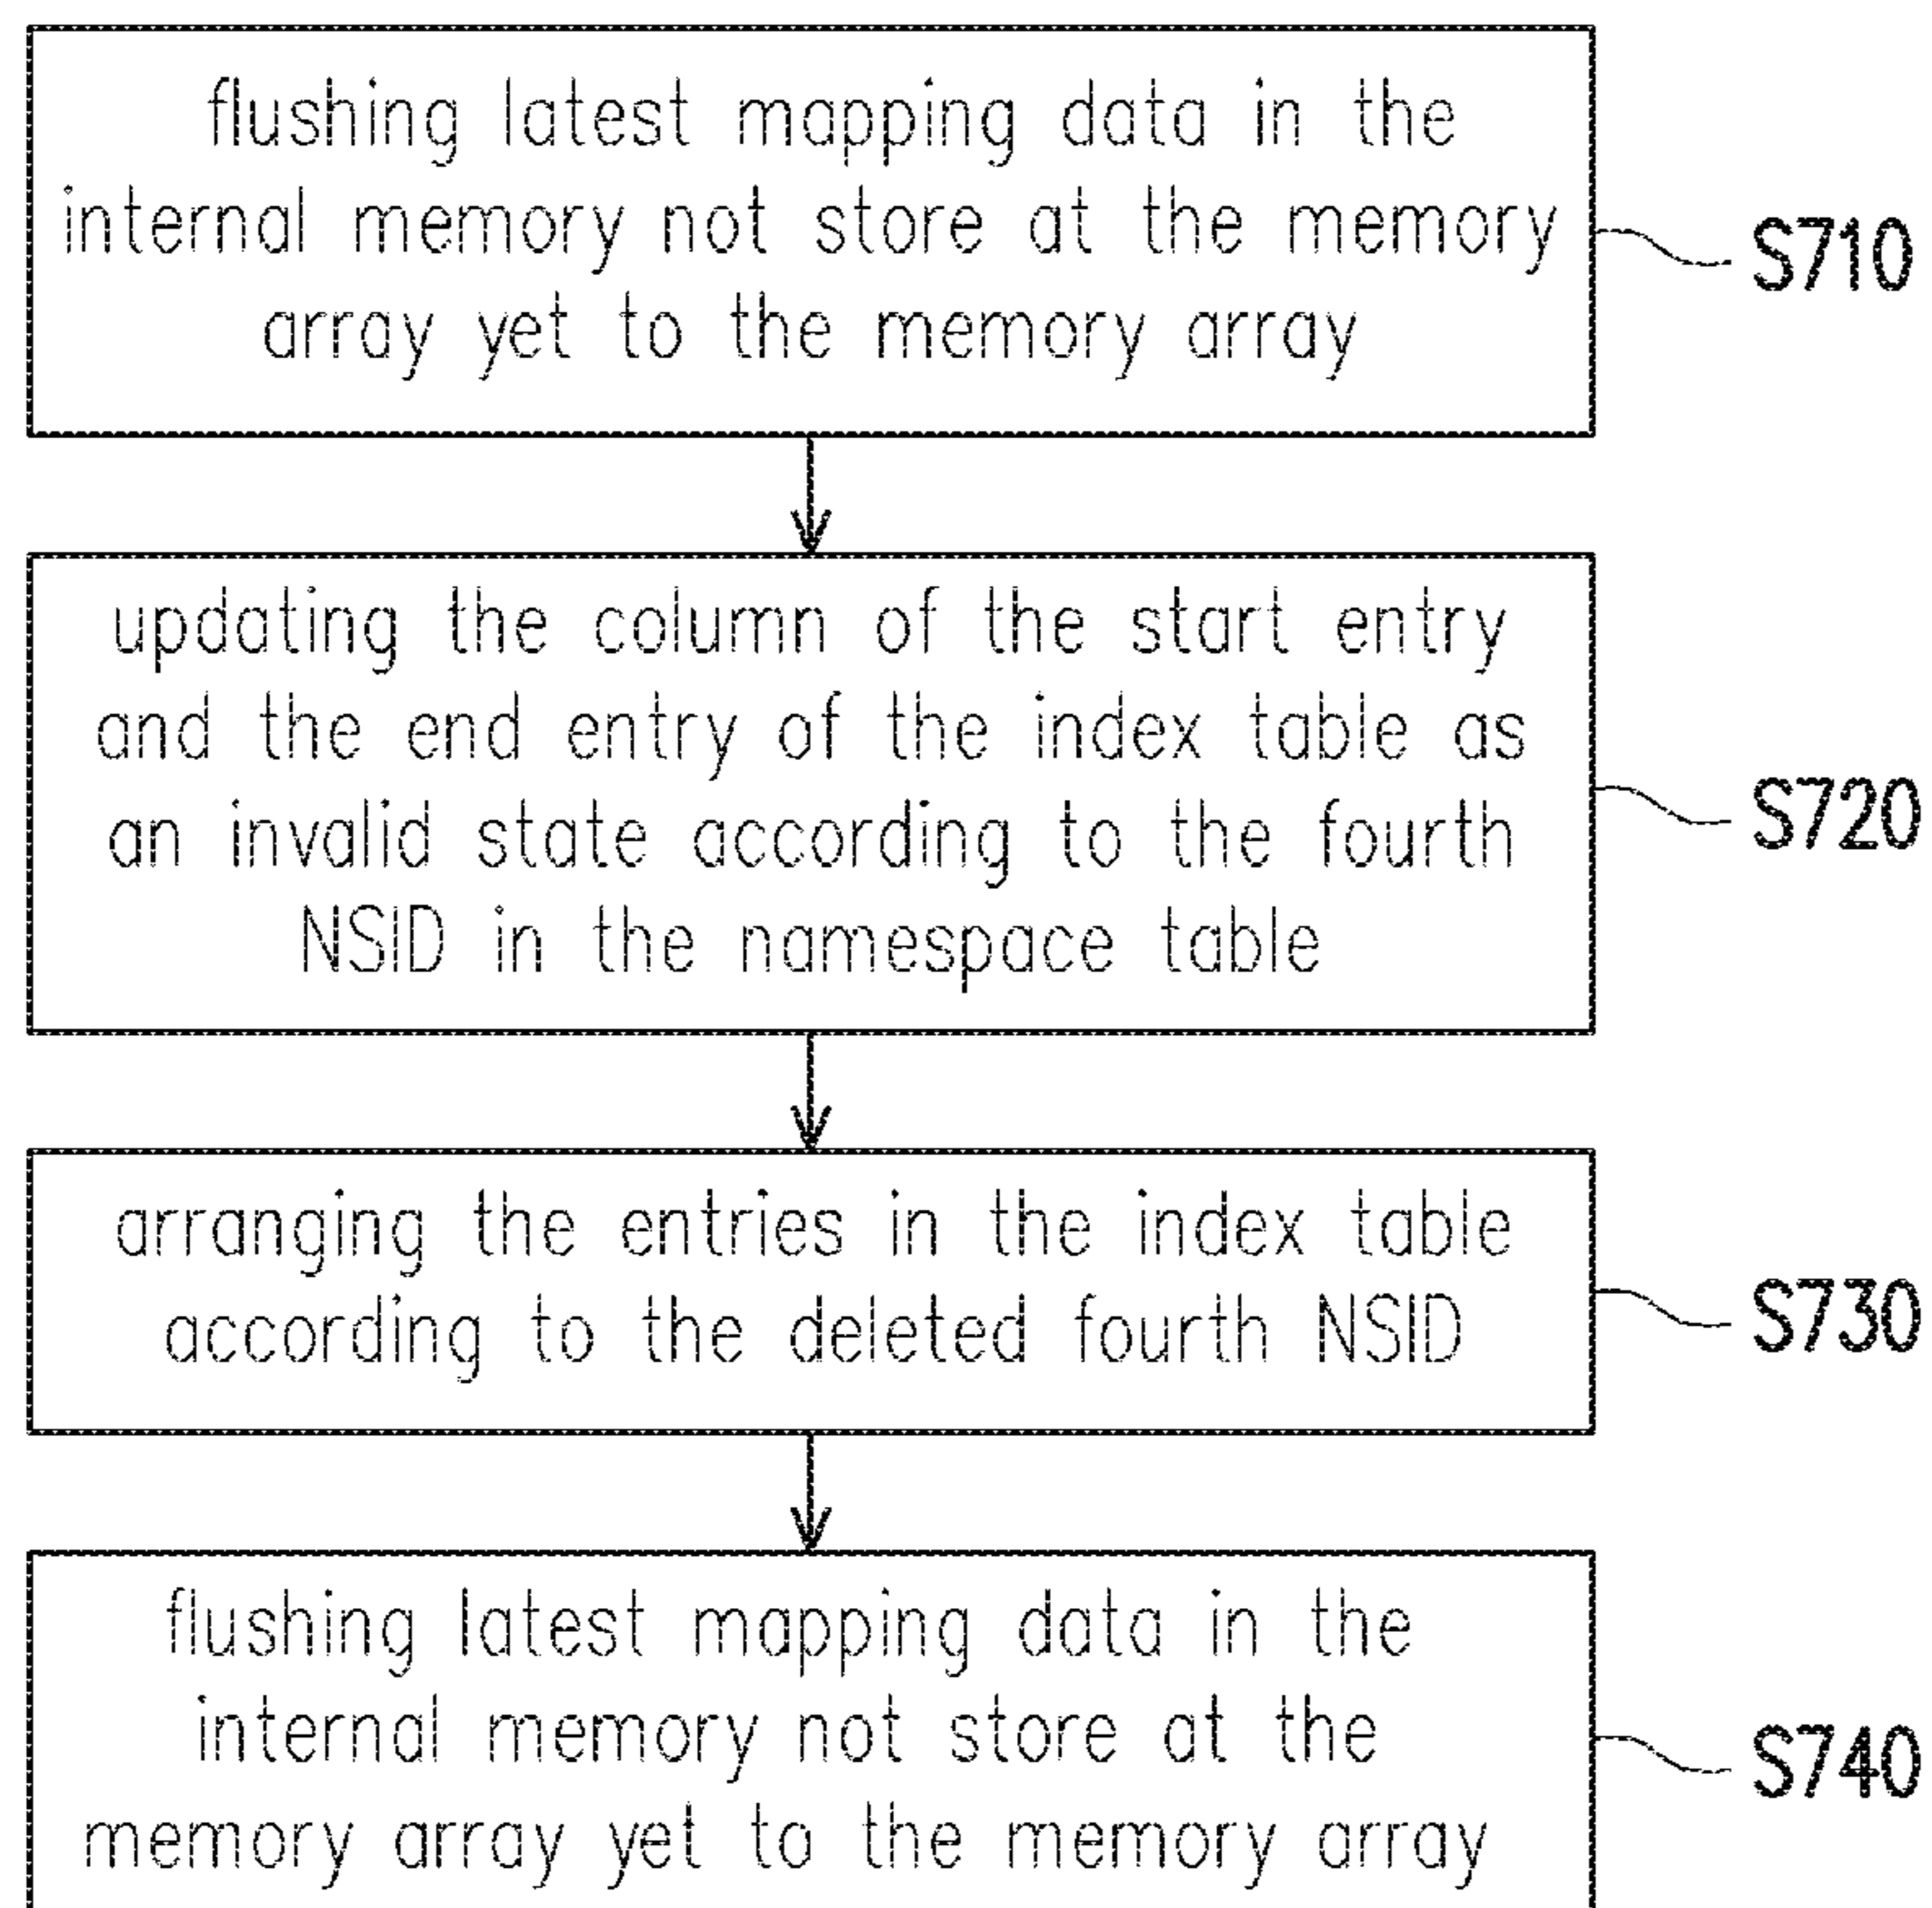 flushing latest mapping data in the
internal memory not store at the memory
array yet to the memory array
S710
updating the column of the start entry
and the end entry of the index table as
an invalid state according to the fourth
NSID in the namespace table
S720
arranging the entries in the index table
according to the deleted fourth NSID
S730
flushing latest mapping data in the
internal memory not store at the
memory array yet to the memory array
S740